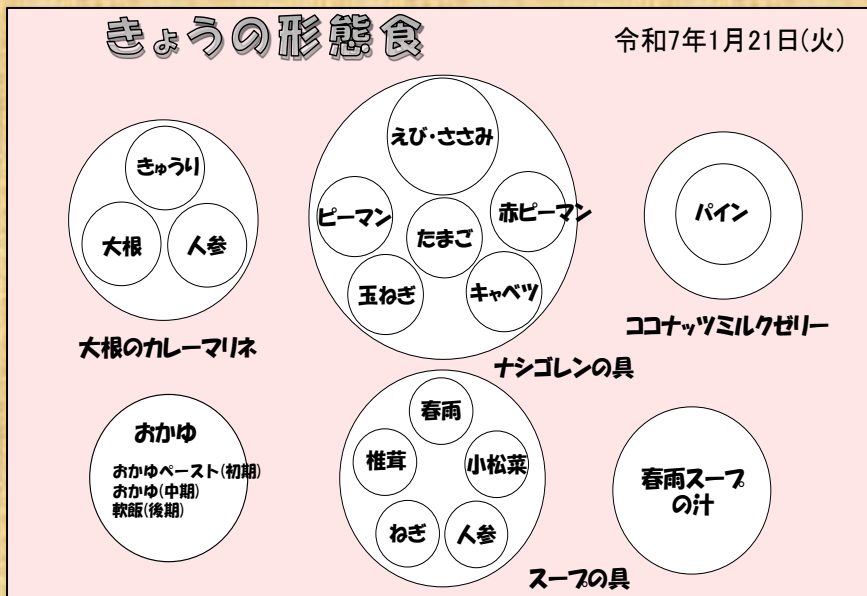 きょうの形態食
令和7年1月21日(火)
きゅうり
大根
人参
大根のカレーマリネ
えび・ささみ
ピーマン
たまご
赤ピーマン
玉ねぎ
キャベツ
ナシゴレンの具
パイン
ココナッツミルクゼリー
おかゆ
おかゆペースト(初期)
おかゆ(中期)
軟飯(後期)
春雨
椎茸
小松菜
ねぎ
人参
スープの具
春雨スープ
の汁